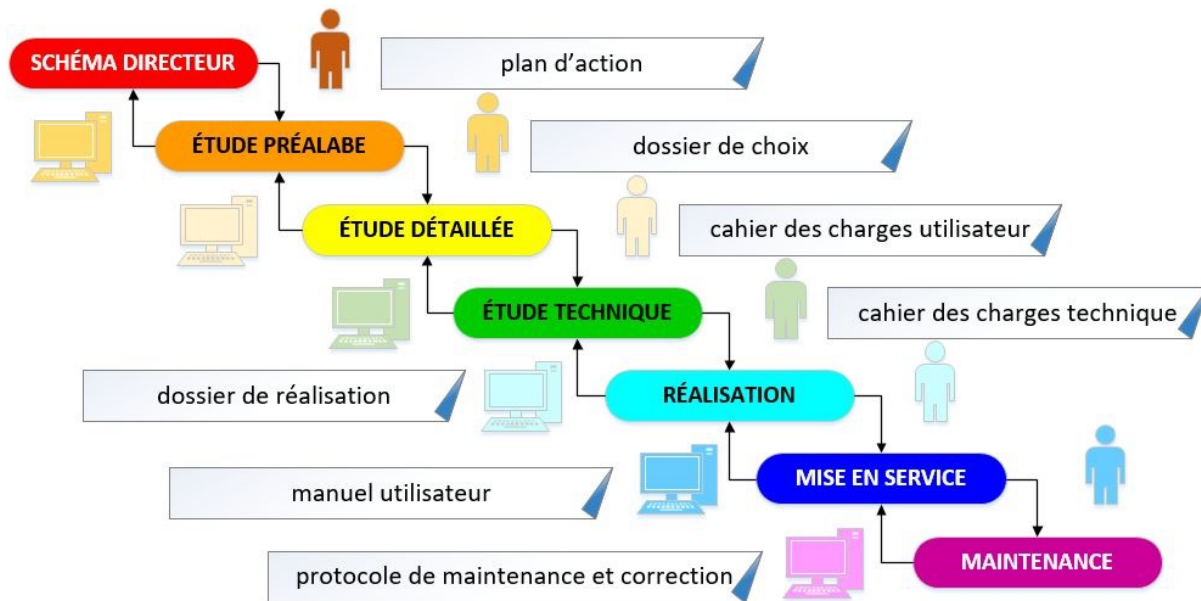 SCHÉMA DIRECTEUR
plan d'action
ÉTUDE PRÉALABE
dossier de choix
ÉTUDE DÉTAILLÉE
cahier des charges utilisateur
ÉTUDE TECHNIQUE
cahier des charges technique
dossier de réalisation
RÉALISATION
manuel utilisateur
MISE EN SERVICE
protocole de maintenance et correction
MAINTENANCE